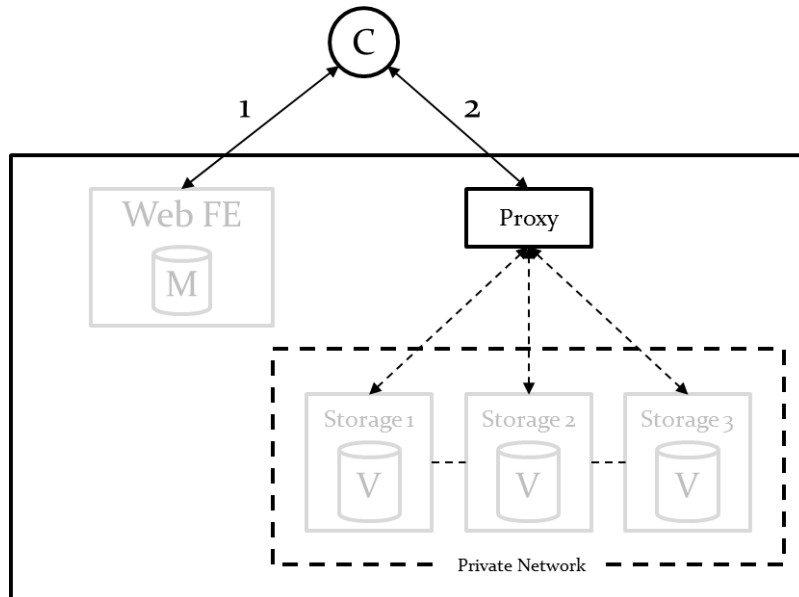 C
1
2
Web FE
M
Proxy
Storage 1
Storage 2
Storage 3
V
V
V
Private Network